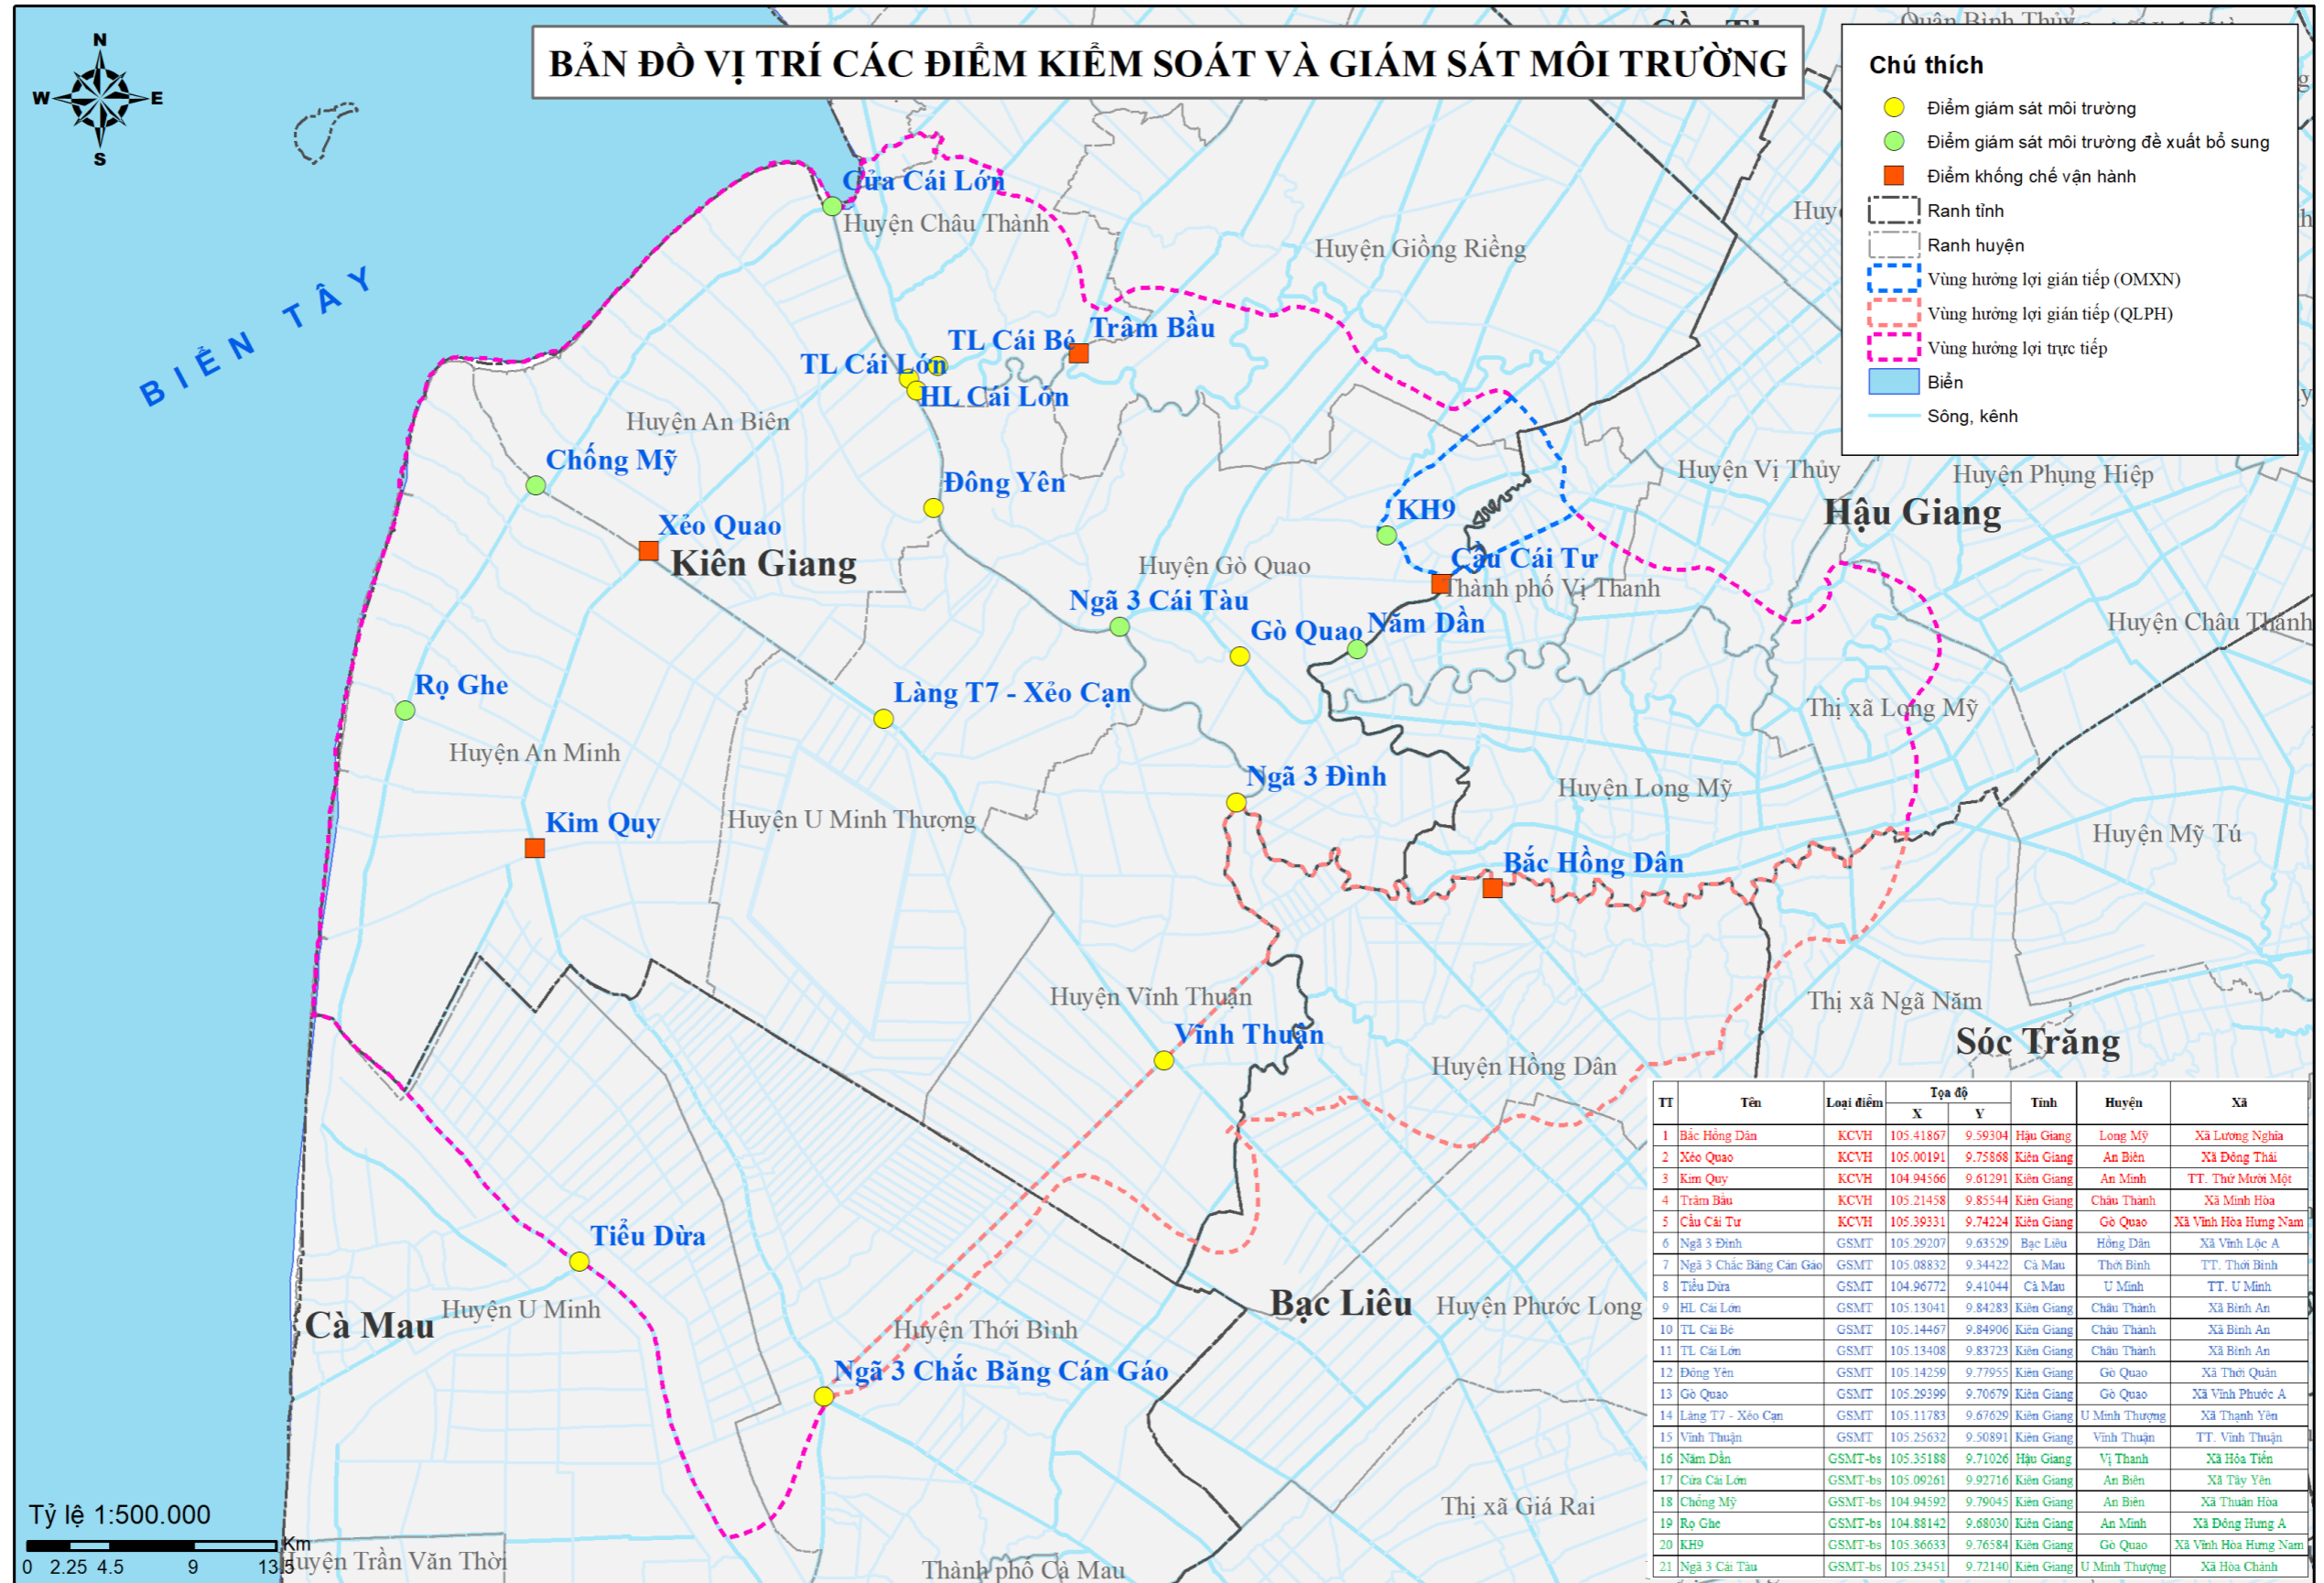 BẢN ĐỒ VỊ TRÍ CÁC ĐIỂM KIỂM SOÁT VÀ GIÁM SÁT MÔI TRƯỜNG
N
W E
S
Chú thích
Điểm giám sát môi trường
Điểm giám sát môi trường đề xuất bổ sung
Điểm khống chế vận hành
Ranh tỉnh
Ranh huyện
Vùng hưởng lợi gián tiếp (OMXN)
Vùng hưởng lợi gián tiếp (QLPH)
Vùng hưởng lợi trực tiếp
Biển
Sông, kênh
Quận Bình Thủy
BIỂN TÂY
Cửa Cái Lớn
Huyện Châu Thành
Huyện Giồng Riềng
TL Cái Bé
Trâm Bầu
TL Cái Lớn
HL Cái Lớn
Huyện An Biên
Chống Mỹ
Đông Yên
Huyện Vị Thủy
Huyện Phụng Hiệp
Hậu Giang
KH9
Xẻo Quao
Kiên Giang
Huyện Gò Quao
Cầu Cái Tư
Thành phố Vị Thanh
Ngã 3 Cái Tàu
Gò Quao
Năm Dần
Huyện Châu Thành
Rọ Ghe
Làng T7 - Xẻo Cạn
Thị xã Long Mỹ
Huyện An Minh
Ngã 3 Đình
Huyện Long Mỹ
Kim Quy
Huyện U Minh Thượng
Huyện Mỹ Tú
Bắc Hồng Dân
Huyện Vĩnh Thuận
Thị xã Ngã Năm
Vĩnh Thuận
Sóc Trăng
Huyện Hồng Dân
Tiểu Dừa
Cà Mau
Huyện U Minh
Bạc Liêu
Huyện Phước Long
Huyện Thới Bình
Ngã 3 Chắc Băng Cán Gáo
Thị xã Giá Rai
Huyện Trần Văn Thời
Thành phố Cà Mau
Tỷ lệ 1:500.000
Km
0 2.25 4.5 9 13.5
TT Tên Loại điểm Tọa độ Tỉnh Huyện Xã
X Y
1 Bắc Hồng Dân KCVH 105.41867 9.59304 Hậu Giang Long Mỹ Xã Lương Nghĩa
2 Xẻo Quao KCVH 105.00191 9.75868 Kiên Giang An Biên Xã Đông Thái
3 Kim Quy KCVH 104.94566 9.61291 Kiên Giang An Minh TT. Thứ Mười Một
4 Trâm Bầu KCVH 105.21458 9.85544 Kiên Giang Châu Thành Xã Minh Hòa
5 Cầu Cái Tư KCVH 105.39331 9.74224 Kiên Giang Gò Quao Xã Vĩnh Hòa Hưng Nam
6 Ngã 3 Đình GSMT 105.29207 9.63529 Bạc Liêu Hồng Dân Xã Vĩnh Lộc A
7 Ngã 3 Chắc Băng Cán Gáo GSMT 105.08832 9.34422 Cà Mau Thới Bình TT. Thới Bình
8 Tiểu Dừa GSMT 104.96772 9.41044 Cà Mau U Minh TT. U Minh
9 HL Cái Lớn GSMT 105.13041 9.84283 Kiên Giang Châu Thành Xã Bình An
10 TL Cái Bé GSMT 105.14467 9.84906 Kiên Giang Châu Thành Xã Bình An
11 TL Cái Lớn GSMT 105.13408 9.83723 Kiên Giang Châu Thành Xã Bình An
12 Đông Yên GSMT 105.14259 9.77955 Kiên Giang Gò Quao Xã Thới Quản
13 Gò Quao GSMT 105.29399 9.70679 Kiên Giang Gò Quao Xã Vĩnh Phước A
14 Làng T7 - Xẻo Cạn GSMT 105.11783 9.67629 Kiên Giang U Minh Thượng Xã Thạnh Yên
15 Vĩnh Thuận GSMT 105.25632 9.50891 Kiên Giang Vĩnh Thuận TT. Vĩnh Thuận
16 Năm Dần GSMT-bs 105.35188 9.71026 Hậu Giang Vị Thanh Xã Hỏa Tiến
17 Cửa Cái Lớn GSMT-bs 105.09261 9.92716 Kiên Giang An Biên Xã Tây Yên
18 Chống Mỹ GSMT-bs 104.94592 9.79045 Kiên Giang An Biên Xã Thuận Hòa
19 Rọ Ghe GSMT-bs 104.88142 9.68030 Kiên Giang An Minh Xã Đông Hưng A
20 KH9 GSMT-bs 105.36633 9.76584 Kiên Giang Gò Quao Xã Vĩnh Hòa Hưng Nam
21 Ngã 3 Cái Tàu GSMT-bs 105.23451 9.72140 Kiên Giang U Minh Thượng Xã Hòa Chánh